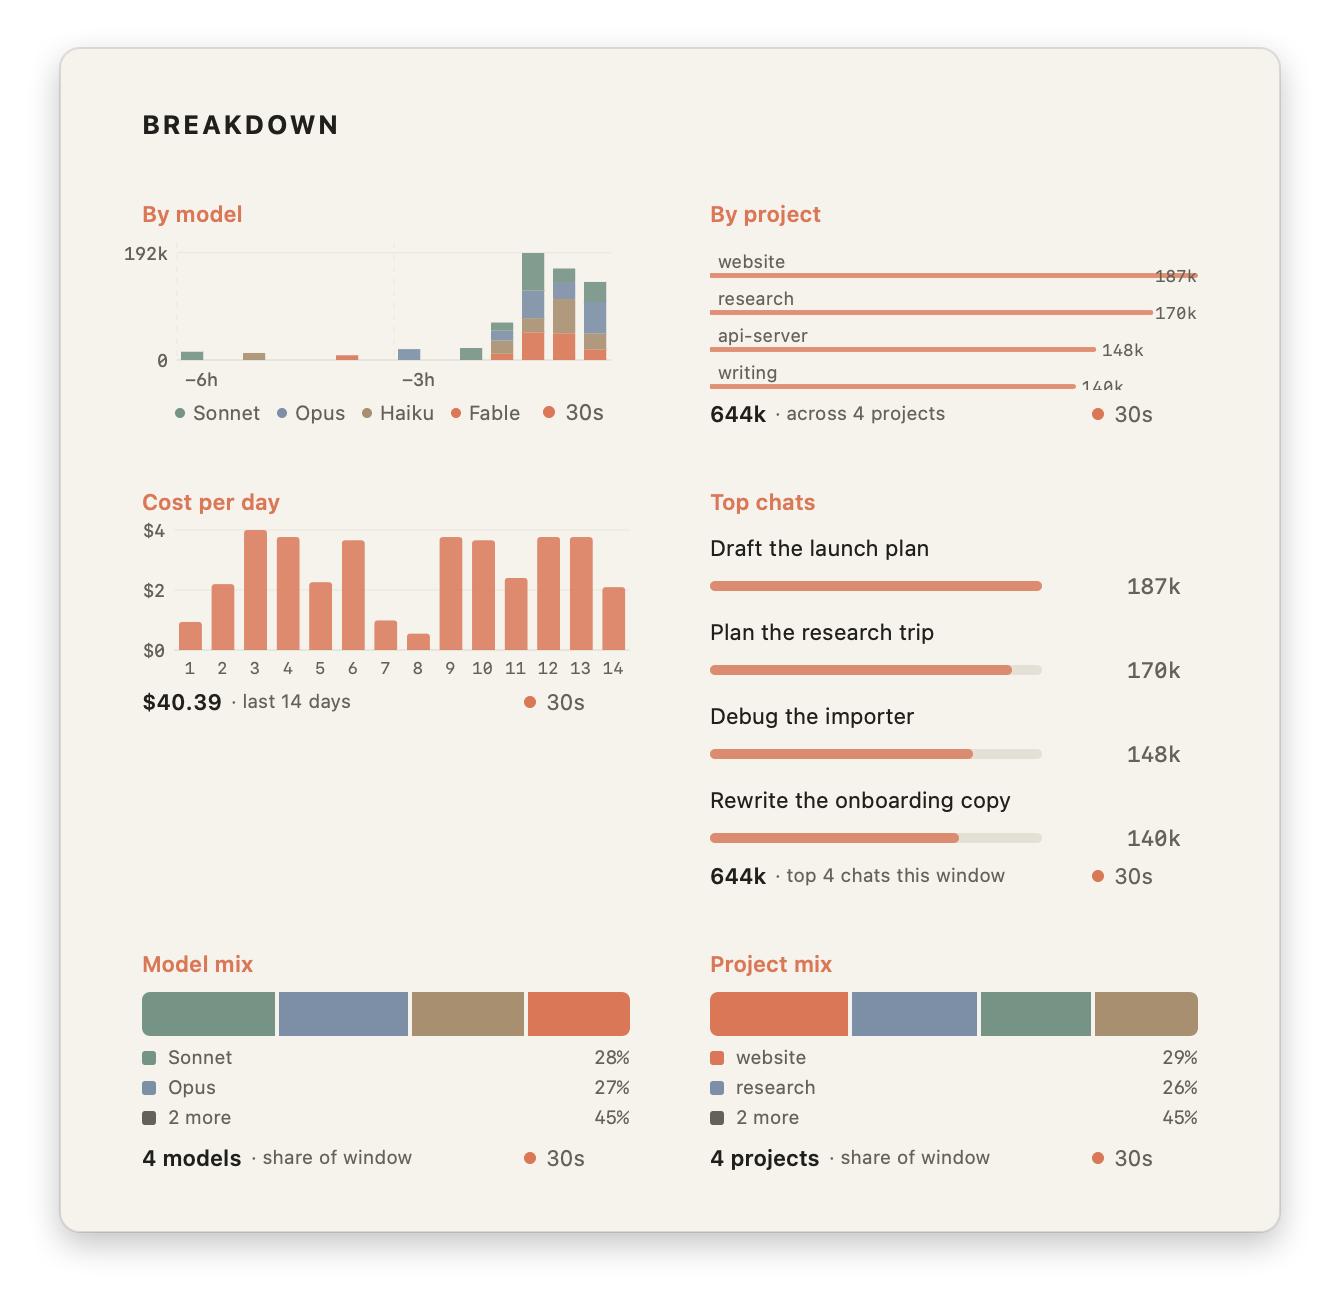 BREAKDOWN
By model
192k
0
−6h −3h
Sonnet Opus Haiku Fable 30s
By project
website
187k
research
170k
api-server
148k
writing
140k
644k · across 4 projects 30s
Cost per day
$4
$2
$0
1 2 3 4 5 6 7 8 9 10 11 12 13 14
$40.39 · last 14 days 30s
Top chats
Draft the launch plan
187k
Plan the research trip
170k
Debug the importer
148k
Rewrite the onboarding copy
140k
644k · top 4 chats this window 30s
Model mix
Sonnet 28%
Opus 27%
2 more 45%
4 models · share of window 30s
Project mix
website 29%
research 26%
2 more 45%
4 projects · share of window 30s